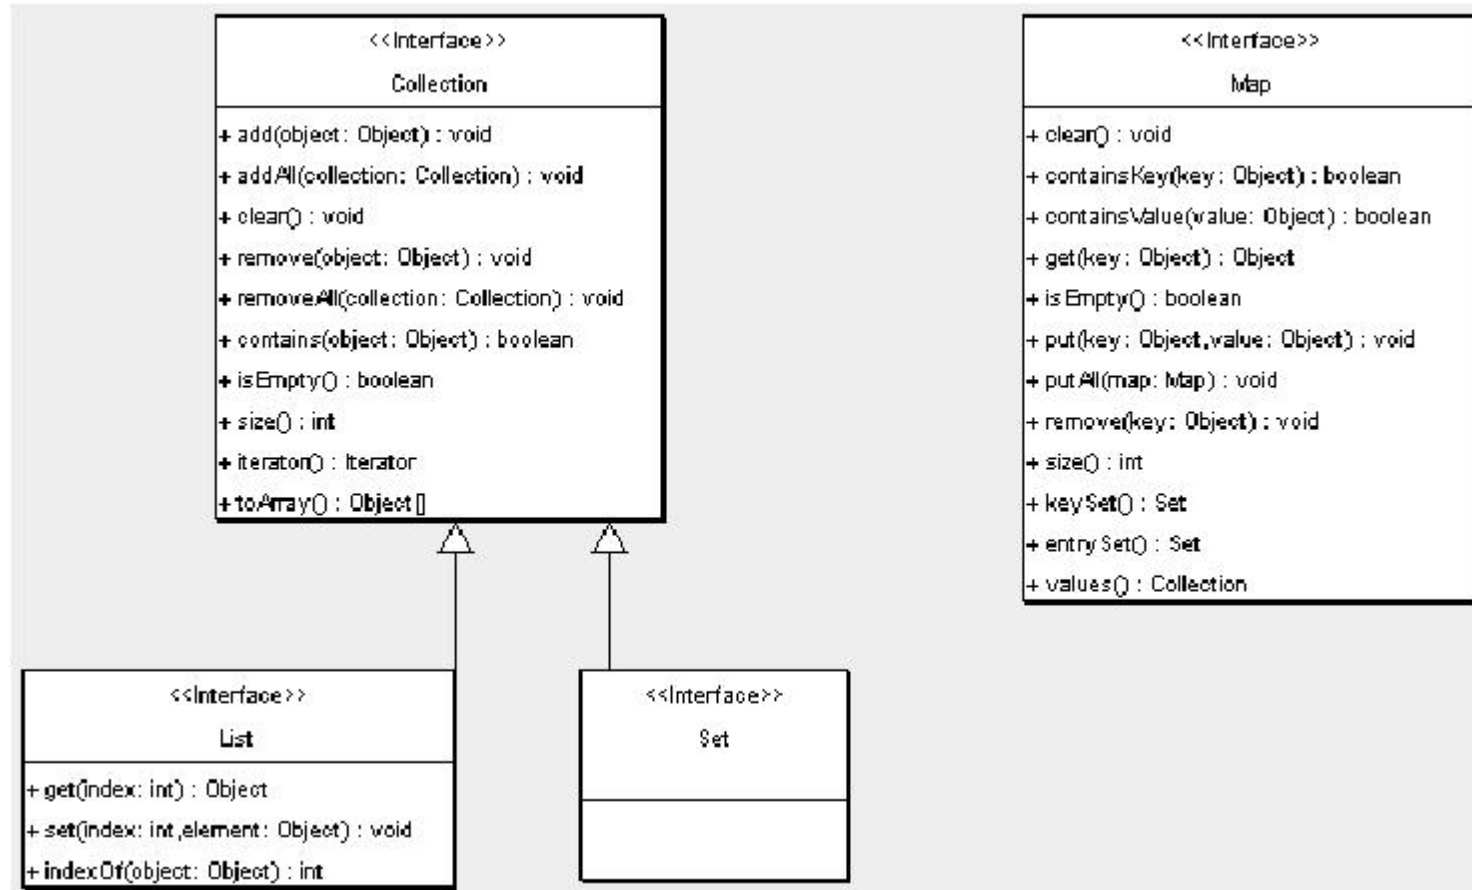 <<Interface>>
Collection
+ add(object: Object) : void
+ addAll(collection: Collection) : void
+ clear() : void
+ remove(object: Object) : void
+ removeAll(collection: Collection) : void
+ contains(object: Object) : boolean
+ isEmpty() : boolean
+ size() : int
+ iterator() : Iterator
+ toArray() : Object[]
<<Interface>>
Map
+ clear() : void
+ containsKey(key: Object) : boolean
+ containsValue(value: Object) : boolean
+ get(key: Object) : Object
+ isEmpty() : boolean
+ put(key: Object,value: Object) : void
+ putAll(map: Map) : void
+ remove(key: Object) : void
+ size() : int
+ keySet() : Set
+ entrySet() : Set
+ values() : Collection
<<Interface>>
List
+ get(index: int) : Object
+ set(index: int,element: Object) : void
+ indexOf(object: Object) : int
<<Interface>>
Set